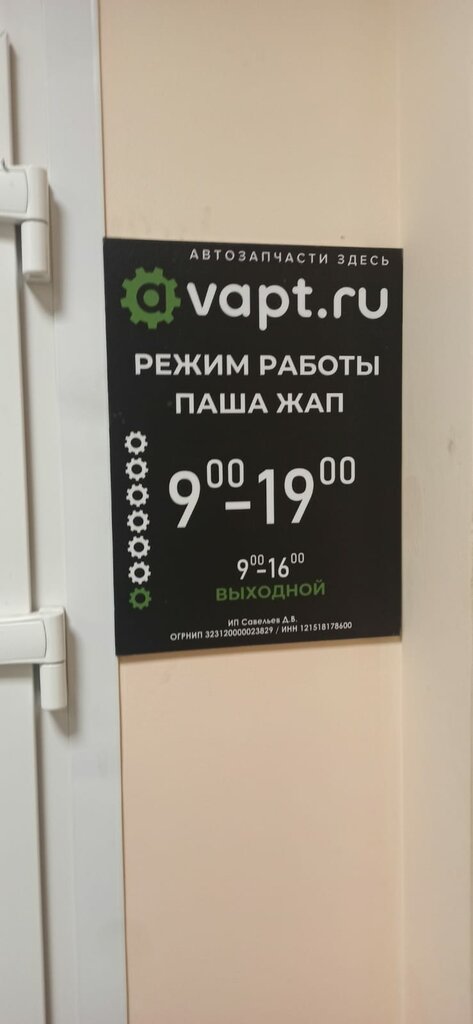 АВТОЗАПЧАСТИ ЗДЕСЬ
avapt.ru
РЕЖИМ РАБОТЫ
ПАША ЖАП
9⁰⁰-19⁰⁰
9⁰⁰-16⁰⁰
ВЫХОДНОЙ
ИП Савельев Д.В.
ОГРНИП 323120000023829 / ИНН 121518178600